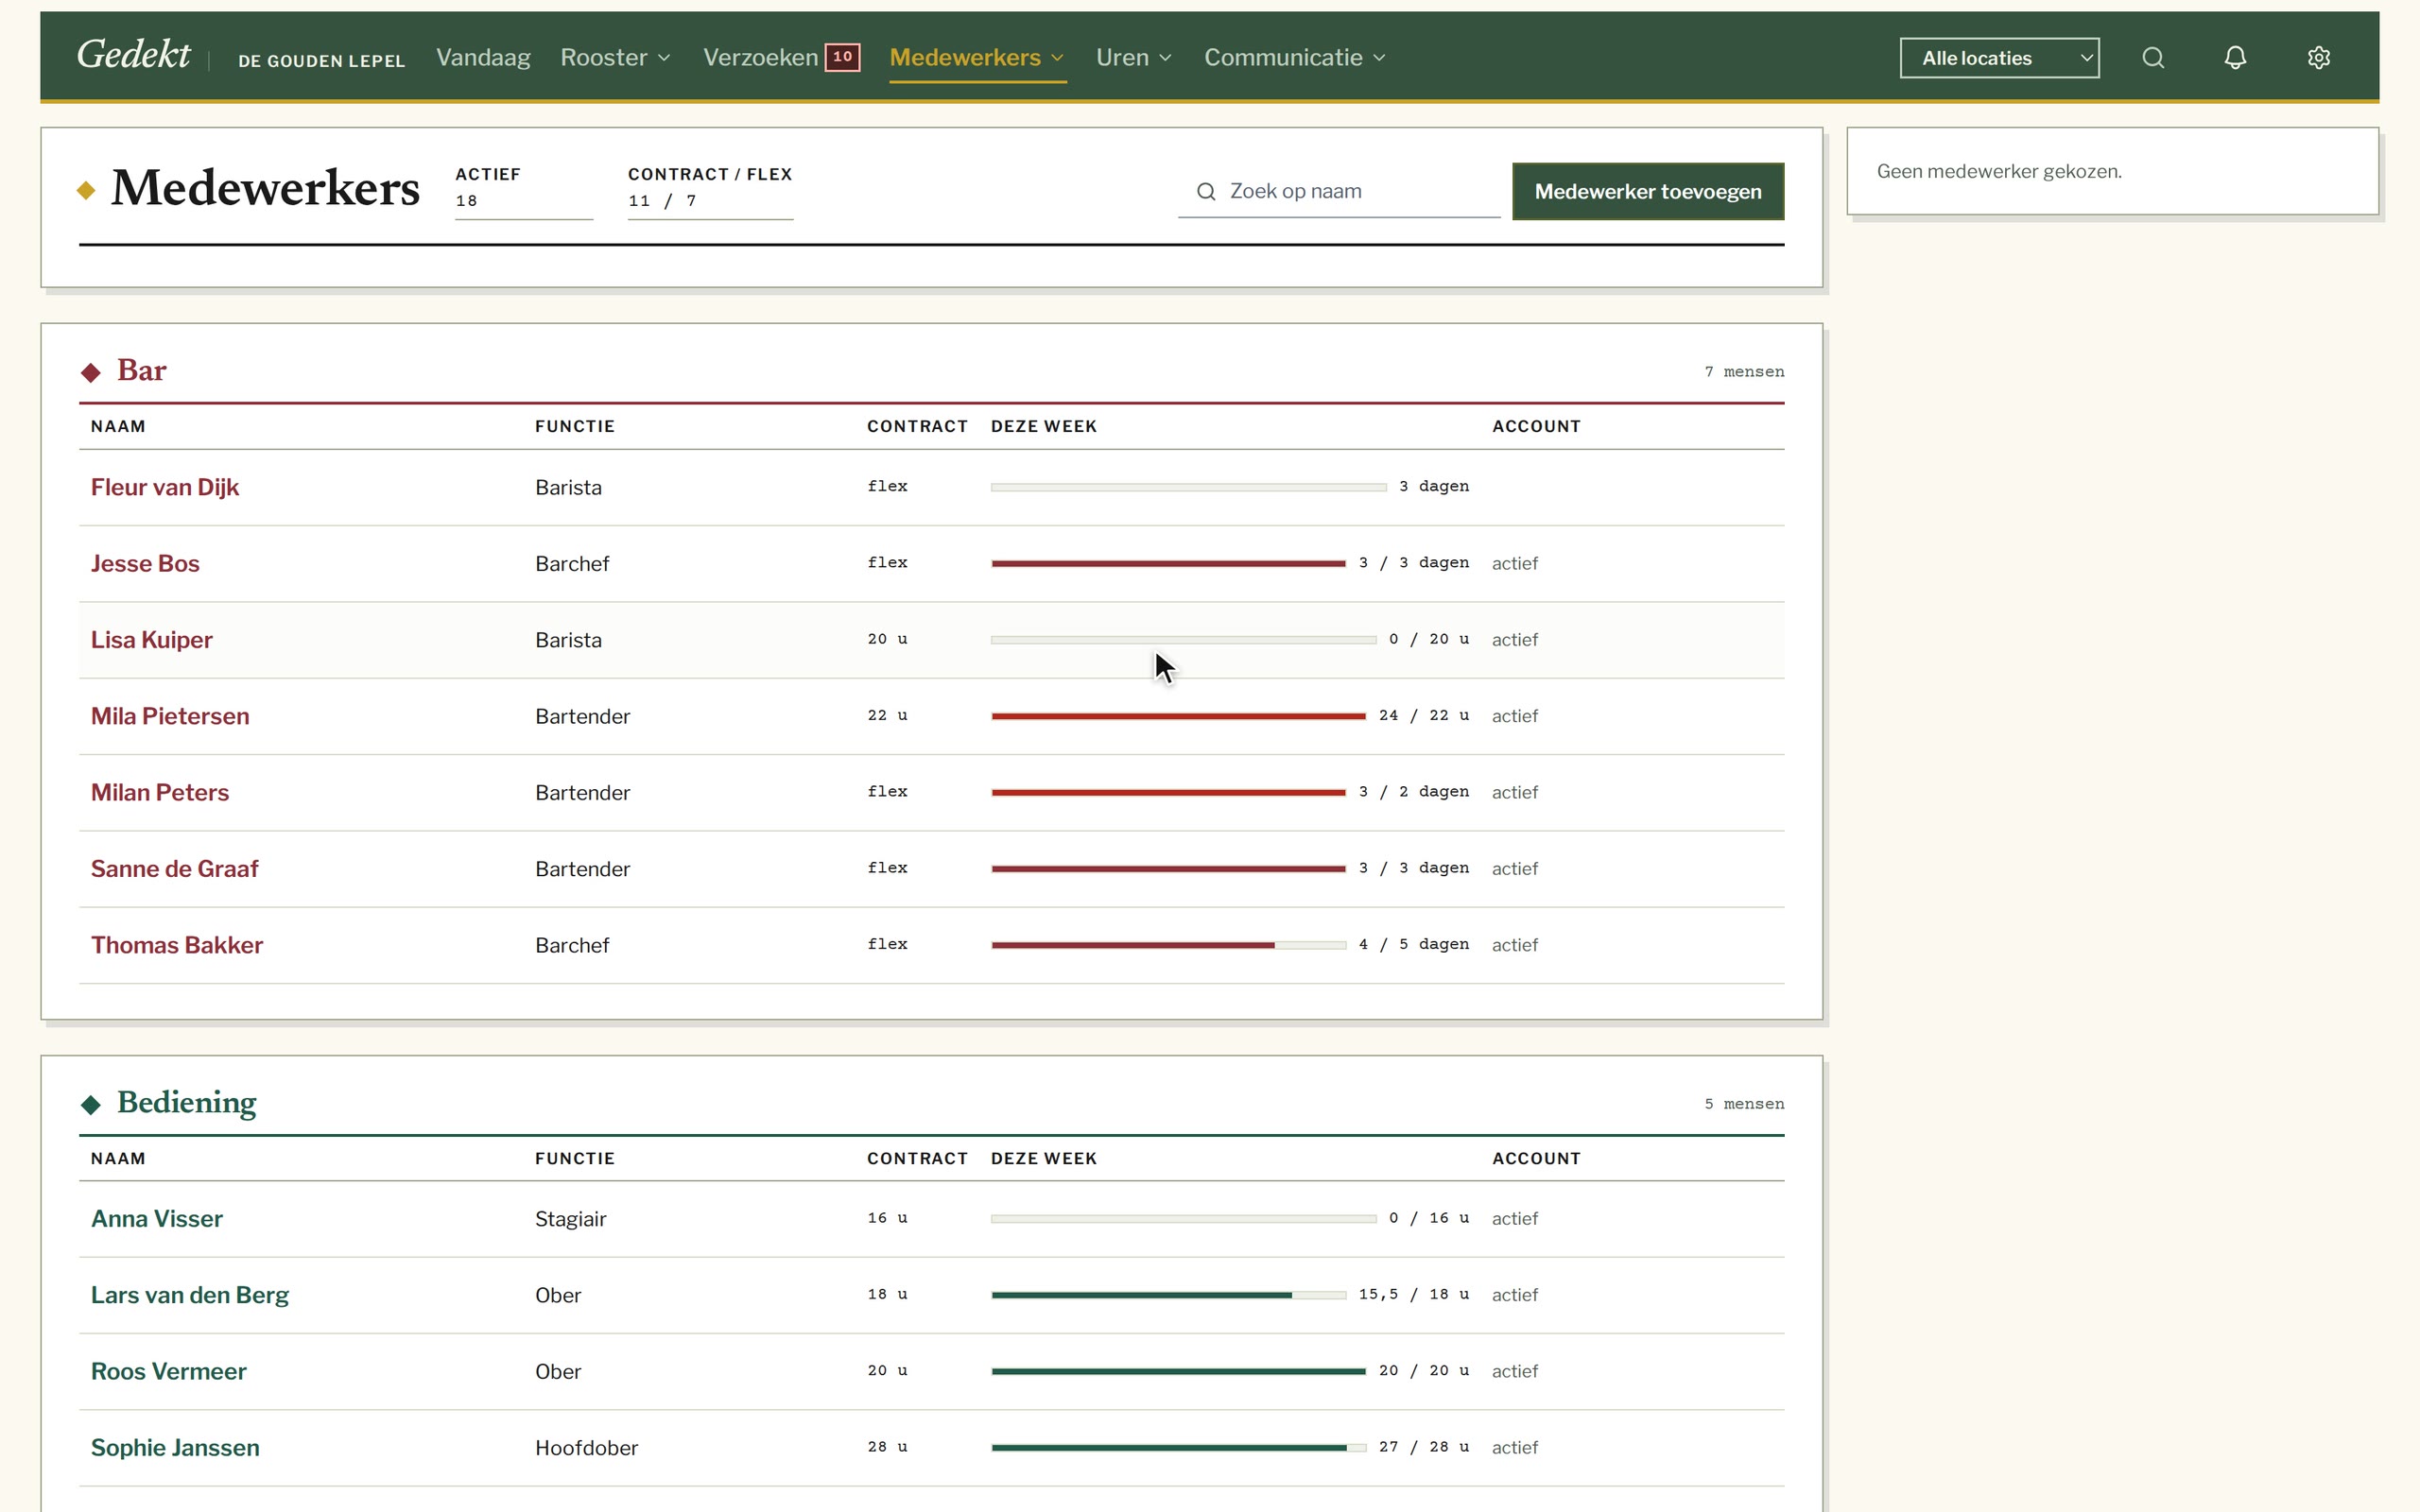 Gedekt DE GOUDEN LEPEL Vandaag Rooster Verzoeken 10 Medewerkers Uren Communicatie Alle locaties
Medewerkers
ACTIEF
18
CONTRACT / FLEX
11 / 7
Zoek op naam
Medewerker toevoegen
Geen medewerker gekozen.
Bar 7 mensen
NAAM FUNCTIE CONTRACT DEZE WEEK ACCOUNT
Fleur van Dijk Barista flex 3 dagen
Jesse Bos Barchef flex 3 / 3 dagen actief
Lisa Kuiper Barista 20 u 0 / 20 u actief
Mila Pietersen Bartender 22 u 24 / 22 u actief
Milan Peters Bartender flex 3 / 2 dagen actief
Sanne de Graaf Bartender flex 3 / 3 dagen actief
Thomas Bakker Barchef flex 4 / 5 dagen actief
Bediening 5 mensen
NAAM FUNCTIE CONTRACT DEZE WEEK ACCOUNT
Anna Visser Stagiair 16 u 0 / 16 u actief
Lars van den Berg Ober 18 u 15,5 / 18 u actief
Roos Vermeer Ober 20 u 20 / 20 u actief
Sophie Janssen Hoofdober 28 u 27 / 28 u actief